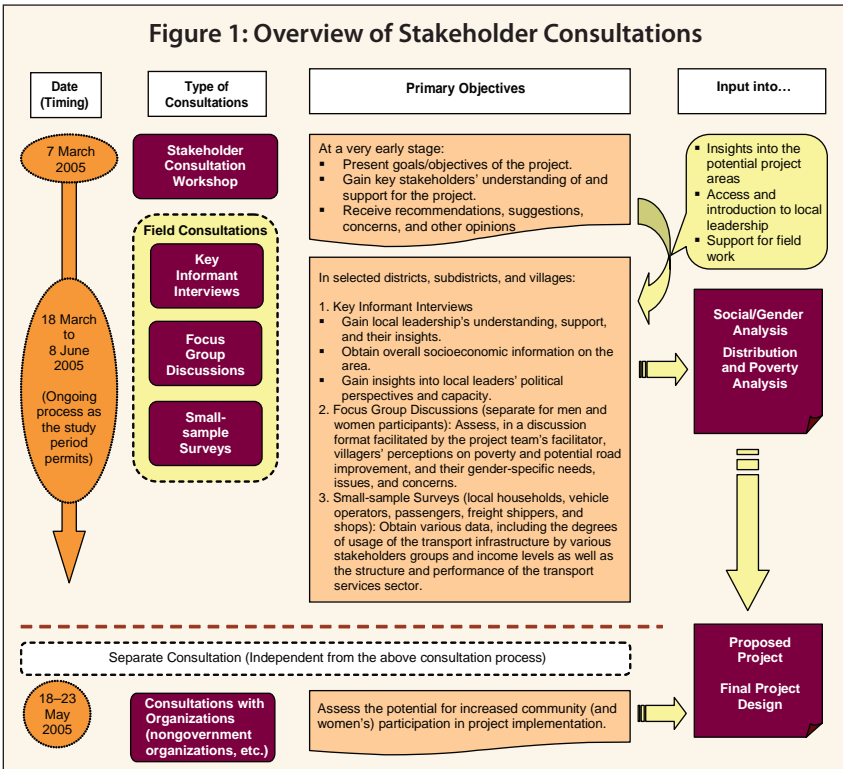 Figure 1: Overview of Stakeholder Consultations
Date
(Timing)
Type of
Consultations
Primary Objectives
Input into…
7 March
2005
Stakeholder
Consultation
Workshop
At a very early stage:
▪ Present goals/objectives of the project.
▪ Gain key stakeholders' understanding of and
support for the project.
▪ Receive recommendations, suggestions,
concerns, and other opinions
▪ Insights into the
potential project
areas
▪ Access and
introduction to local
leadership
▪ Support for field
work
18 March
to
8 June
2005
(Ongoing
process as
the study
period
permits)
Field Consultations
Key
Informant
Interviews
Focus
Group
Discussions
Small-
sample
Surveys
In selected districts, subdistricts, and villages:
1. Key Informant Interviews
▪ Gain local leadership's understanding, support,
and their insights.
▪ Obtain overall socioeconomic information on the
area.
▪ Gain insights into local leaders' political
perspectives and capacity.
2. Focus Group Discussions (separate for men and
women participants): Assess, in a discussion
format facilitated by the project team's facilitator,
villagers' perceptions on poverty and potential road
improvement, and their gender-specific needs,
issues, and concerns.
3. Small-sample Surveys (local households, vehicle
operators, passengers, freight shippers, and
shops): Obtain various data, including the degrees
of usage of the transport infrastructure by various
stakeholders groups and income levels as well as
the structure and performance of the transport
services sector.
Social/Gender
Analysis
Distribution
and Poverty
Analysis
Separate Consultation (Independent from the above consultation process)
18–23
May
2005
Consultations with
Organizations
(nongovernment
organizations, etc.)
Assess the potential for increased community (and
women's) participation in project implementation.
Proposed
Project
Final Project
Design